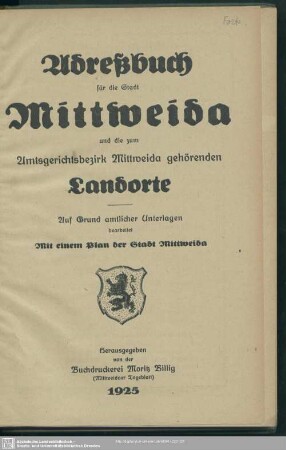 Adreßbuch
für die Stadt
Mittweida
und die zum
Amtsgerichtsbezirk Mittweida gehörenden
Landorte
Auf Grund amtlicher Unterlagen
bearbeitet
Mit einem Plan der Stadt Mittweida
Herausgegeben
von der
Buchdruckerei Moritz Billig
(Mittweidaer Tageblatt)
1925